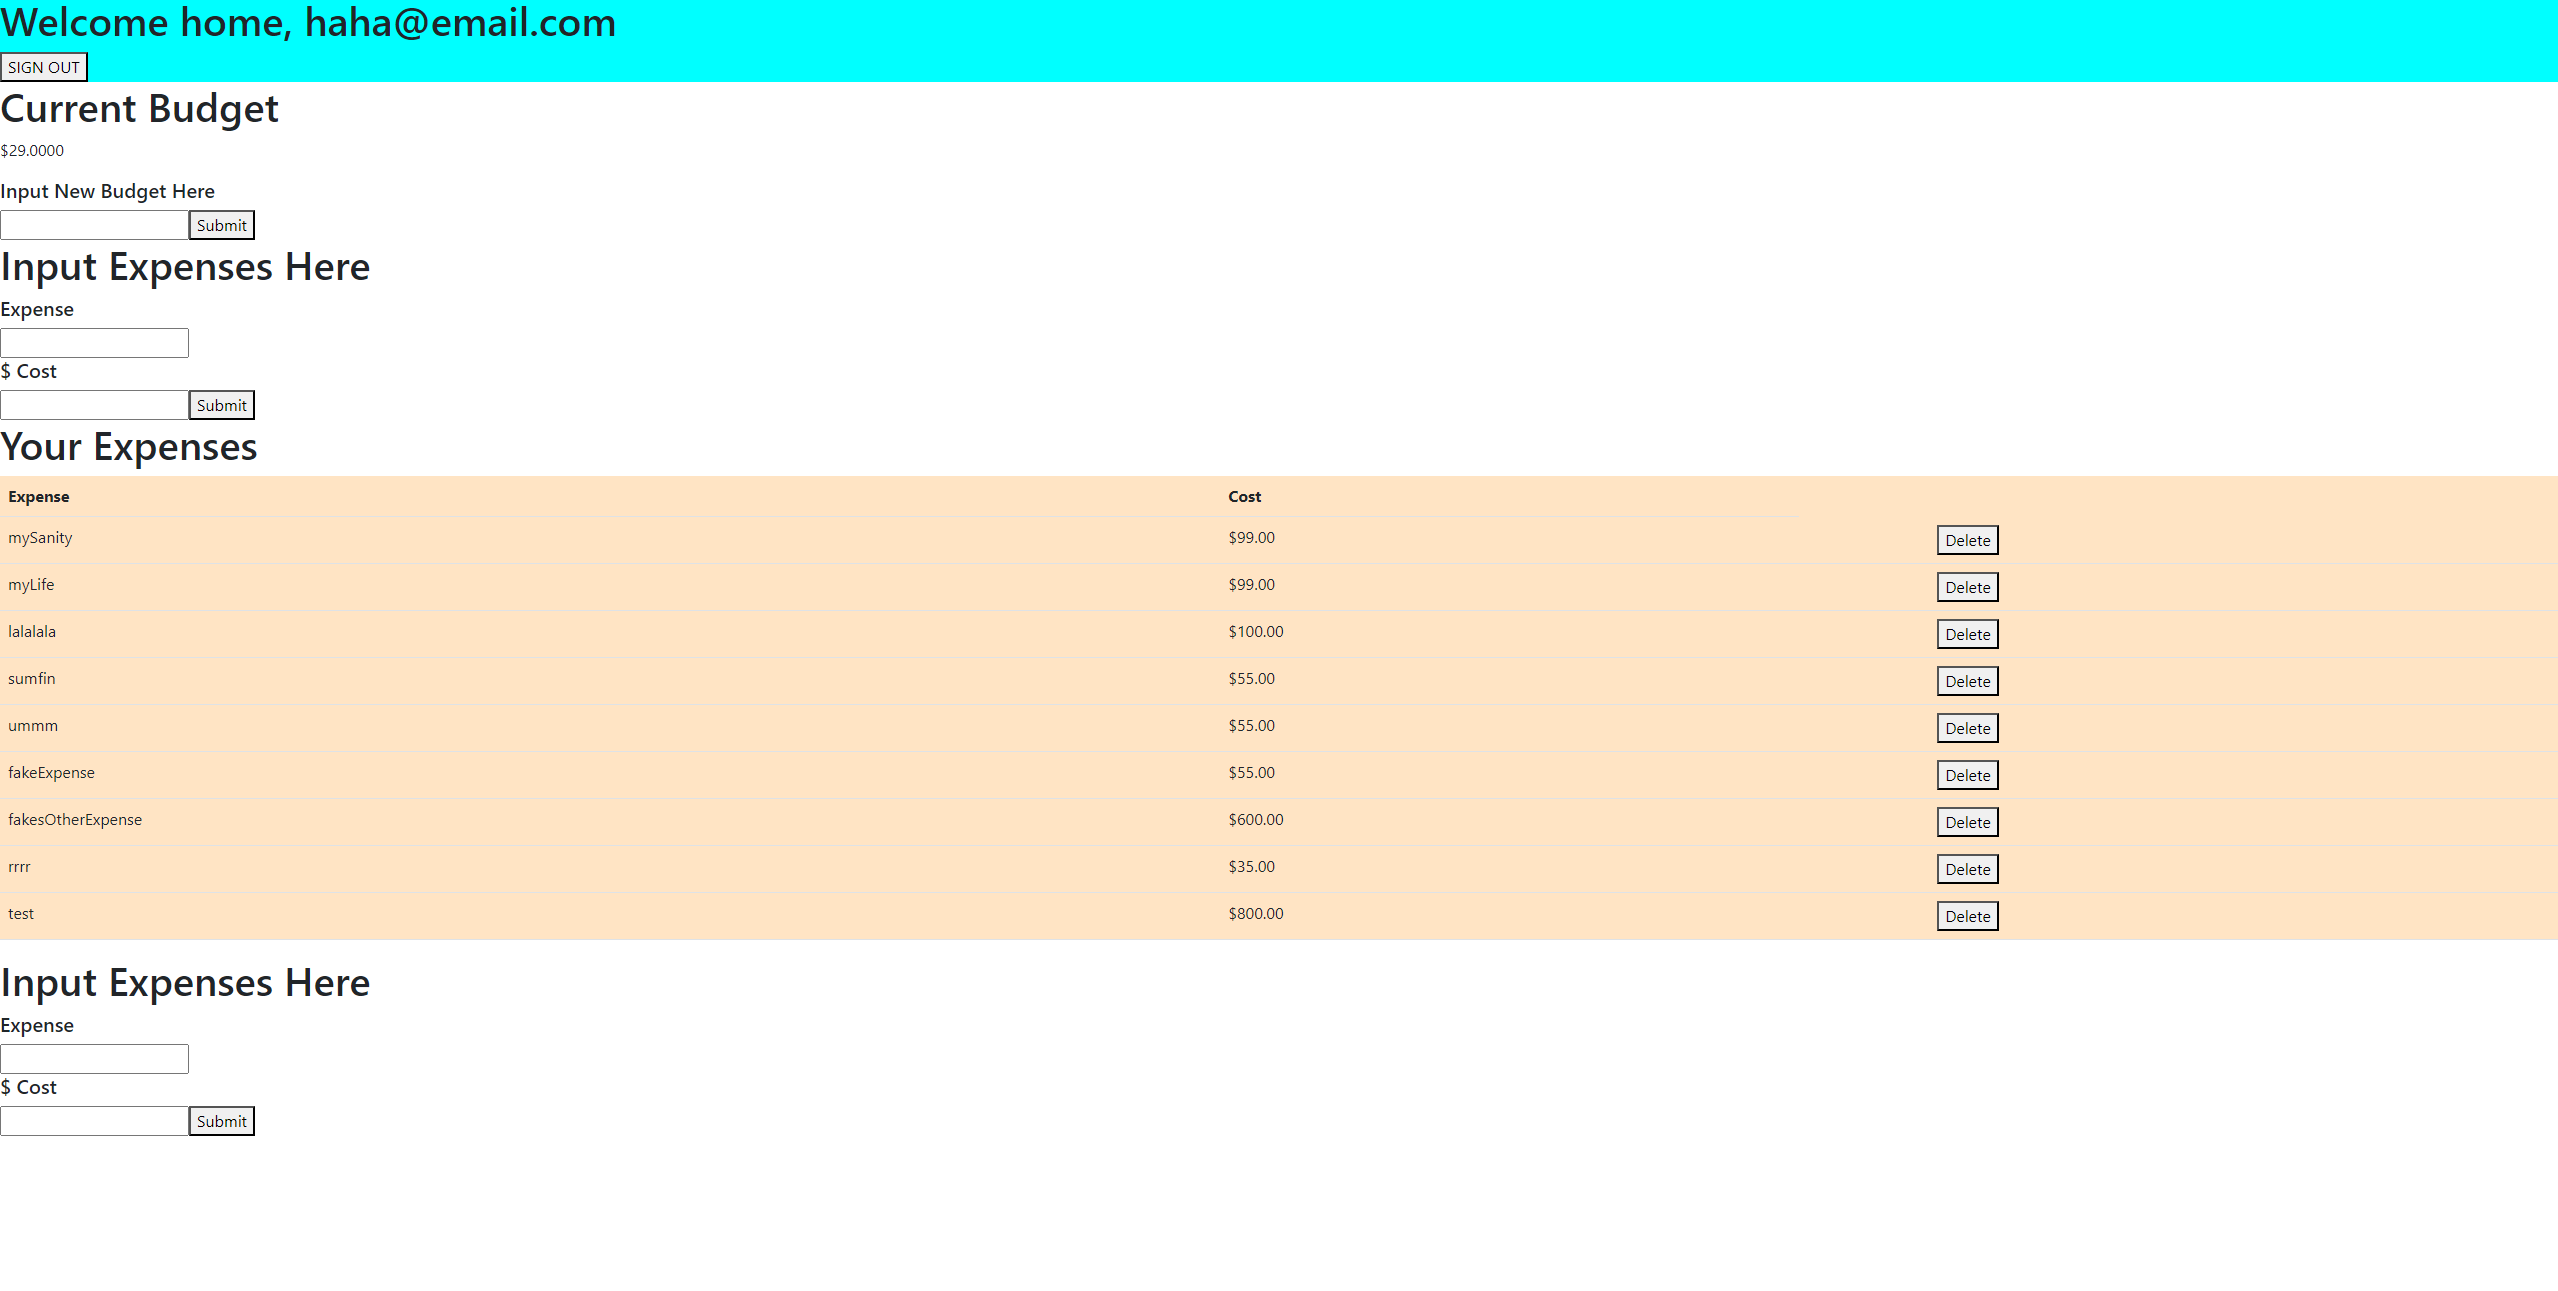 Welcome home, haha@email.com
SIGN OUT
Current Budget
$29.0000
Input New Budget Here
Submit
Input Expenses Here
Expense
$ Cost
Submit
Your Expenses
Expense Cost
mySanity $99.00 Delete
myLife $99.00 Delete
lalalala $100.00 Delete
sumfin $55.00 Delete
ummm $55.00 Delete
fakeExpense $55.00 Delete
fakesOtherExpense $600.00 Delete
rrrr $35.00 Delete
test $800.00 Delete
Input Expenses Here
Expense
$ Cost
Submit